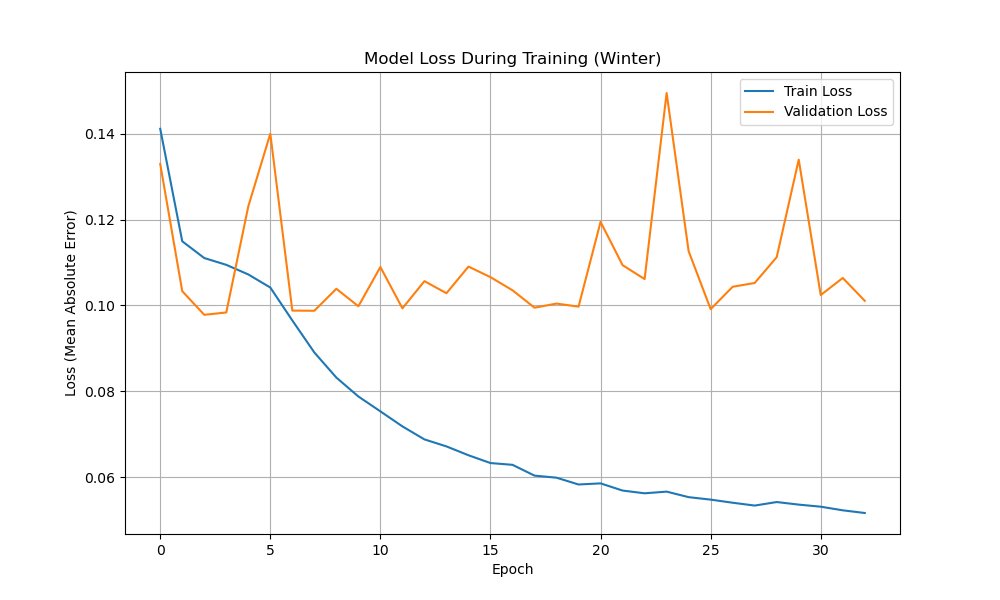 Model Loss During Training (Winter)
Train Loss
Validation Loss
Loss (Mean Absolute Error)
0.14
0.12
0.10
0.08
0.06
0 5 10 15 20 25 30
Epoch